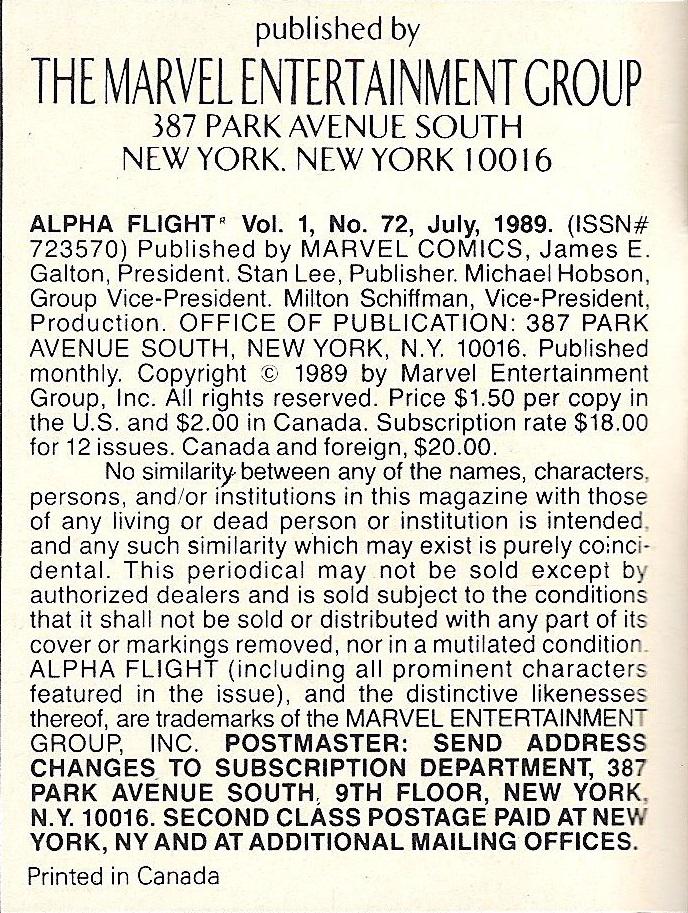 published by
THE MARVEL ENTERTAINMENT GROUP
387 PARK AVENUE SOUTH
NEW YORK. NEW YORK 10016
ALPHA FLIGHT® Vol. 1, No. 72, July, 1989. (ISSN#
723570) Published by MARVEL COMICS, James E.
Galton, President. Stan Lee, Publisher. Michael Hobson,
Group Vice-President. Milton Schiffman, Vice-President,
Production. OFFICE OF PUBLICATION: 387 PARK
AVENUE SOUTH, NEW YORK, N.Y. 10016. Published
monthly. Copyright © 1989 by Marvel Entertainment
Group, Inc. All rights reserved. Price $1.50 per copy in
the U.S. and $2.00 in Canada. Subscription rate $18.00
for 12 issues. Canada and foreign, $20.00.
No similarity between any of the names, characters,
persons, and/or institutions in this magazine with those
of any living or dead person or institution is intended,
and any such similarity which may exist is purely coinci-
dental. This periodical may not be sold except by
authorized dealers and is sold subject to the conditions
that it shall not be sold or distributed with any part of its
cover or markings removed, nor in a mutilated condition.
ALPHA FLIGHT (including all prominent characters
featured in the issue), and the distinctive likenesses
thereof, are trademarks of the MARVEL ENTERTAINMENT
GROUP, INC. POSTMASTER: SEND ADDRESS
CHANGES TO SUBSCRIPTION DEPARTMENT, 387
PARK AVENUE SOUTH, 9TH FLOOR, NEW YORK,
N.Y. 10016. SECOND CLASS POSTAGE PAID AT NEW
YORK, NY AND AT ADDITIONAL MAILING OFFICES.
Printed in Canada